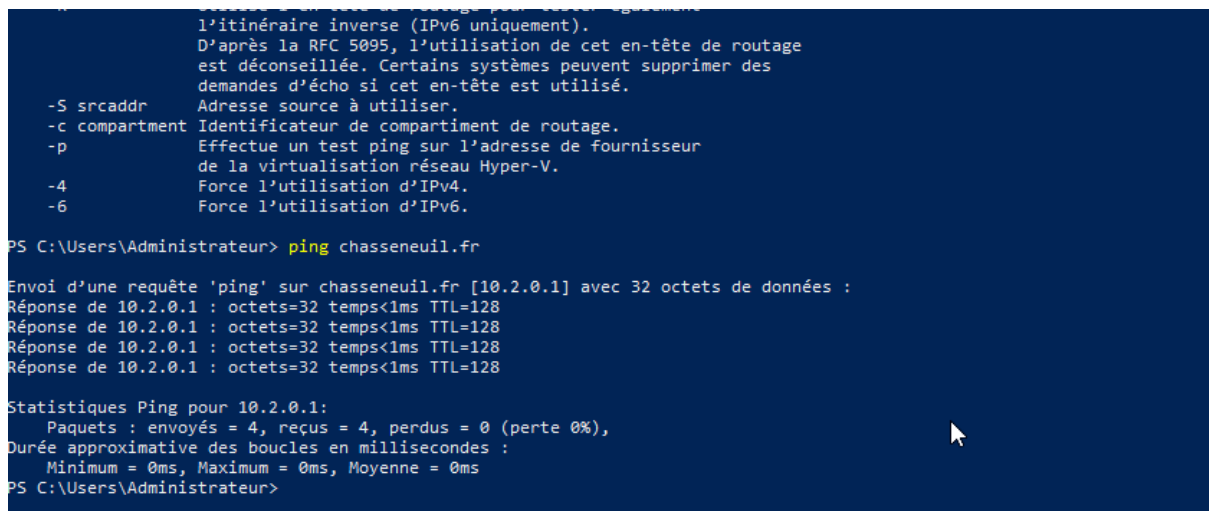 l’itinéraire inverse (IPv6 uniquement).
D’après la RFC 5095, l’utilisation de cet en-tête de routage
est déconseillée. Certains systèmes peuvent supprimer des
demandes d’écho si cet en-tête est utilisé.
-S srcaddr Adresse source à utiliser.
-c compartment Identificateur de compartiment de routage.
-p Effectue un test ping sur l’adresse de fournisseur
de la virtualisation réseau Hyper-V.
-4 Force l’utilisation d’IPv4.
-6 Force l’utilisation d’IPv6.
PS C:\Users\Administrateur> ping chasseneuil.fr
Envoi d’une requête 'ping' sur chasseneuil.fr [10.2.0.1] avec 32 octets de données :
Réponse de 10.2.0.1 : octets=32 temps<1ms TTL=128
Réponse de 10.2.0.1 : octets=32 temps<1ms TTL=128
Réponse de 10.2.0.1 : octets=32 temps<1ms TTL=128
Réponse de 10.2.0.1 : octets=32 temps<1ms TTL=128
Statistiques Ping pour 10.2.0.1:
Paquets : envoyés = 4, reçus = 4, perdus = 0 (perte 0%),
Durée approximative des boucles en millisecondes :
Minimum = 0ms, Maximum = 0ms, Moyenne = 0ms
PS C:\Users\Administrateur>